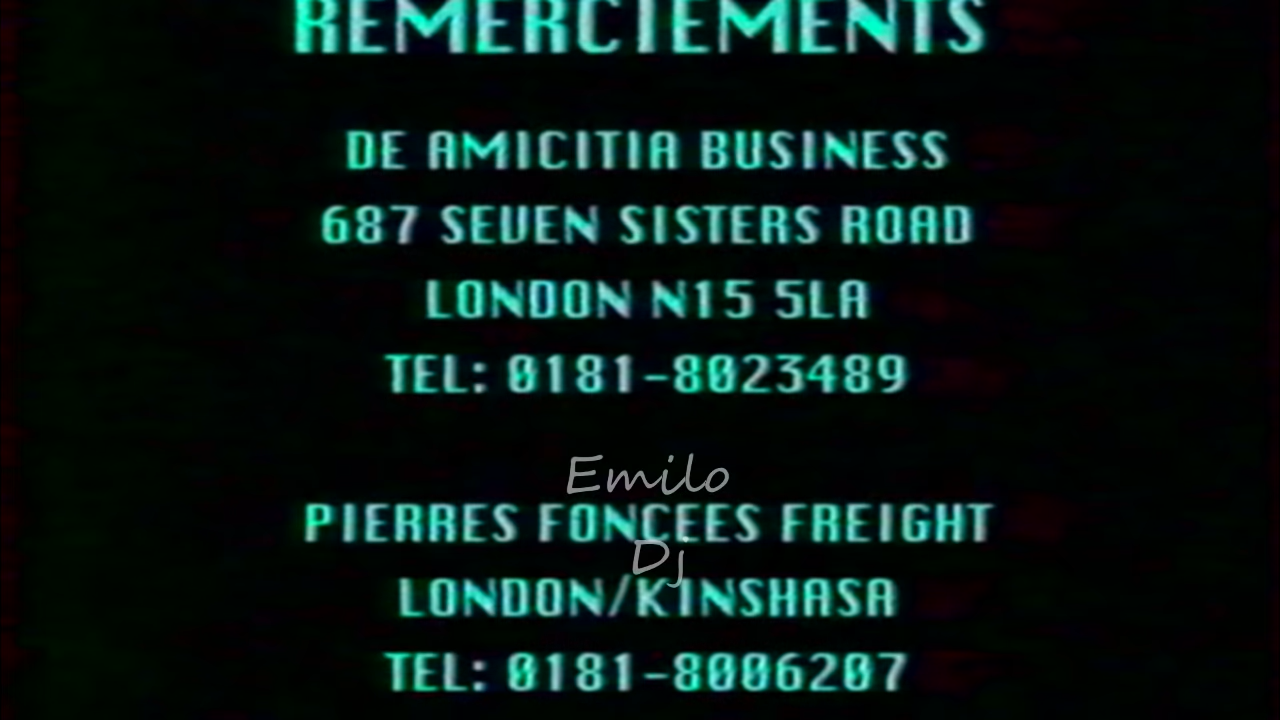 REMERCIEMENTS
DE AMICITIA BUSINESS
687 SEVEN SISTERS ROAD
LONDON N15 5LA
TEL: 0181-8023489
Emilo
PIERRES FONCEES FREIGHT
Dj
LONDON/KINSHASA
TEL: 0181-8006207